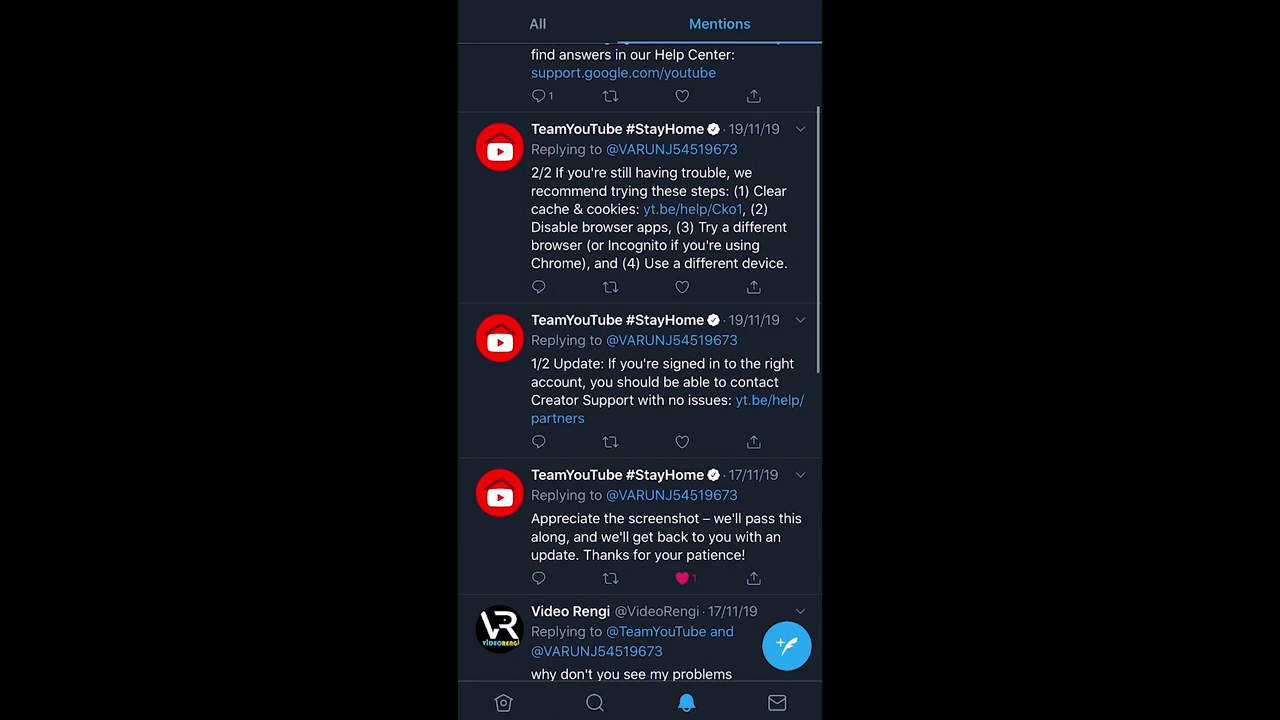 All
Mentions
find answers in our Help Center:
support.google.com/youtube
1
TeamYouTube #StayHome · 19/11/19
Replying to @VARUNJ54519673
2/2 If you're still having trouble, we
recommend trying these steps: (1) Clear
cache & cookies: yt.be/help/Cko1, (2)
Disable browser apps, (3) Try a different
browser (or Incognito if you're using
Chrome), and (4) Use a different device.
TeamYouTube #StayHome · 19/11/19
Replying to @VARUNJ54519673
1/2 Update: If you're signed in to the right
account, you should be able to contact
Creator Support with no issues: yt.be/help/
partners
TeamYouTube #StayHome · 17/11/19
Replying to @VARUNJ54519673
Appreciate the screenshot – we'll pass this
along, and we'll get back to you with an
update. Thanks for your patience!
1
VR
VIDEORENGI
Video Rengi @VideoRengi · 17/11/19
Replying to @TeamYouTube and
@VARUNJ54519673
why don't you see my problems